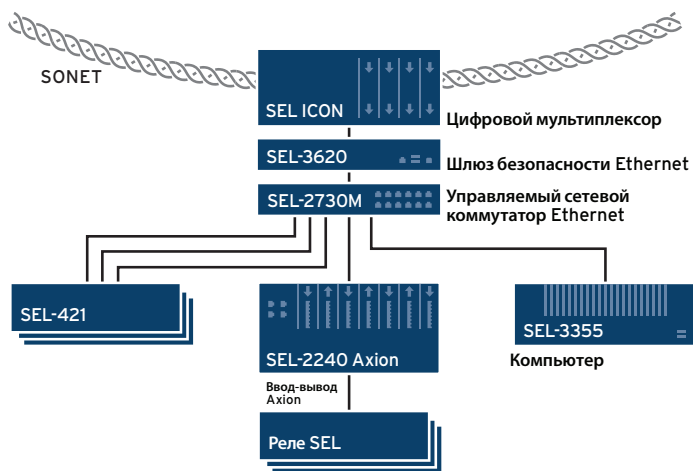 SONET
SEL ICON
Цифровой мультиплексор
SEL-3620
Шлюз безопасности Ethernet
SEL-2730M
Управляемый сетевой
коммутатор Ethernet
SEL-421
SEL-2240 Axion
SEL-3355
Компьютер
Ввод-вывод
Axion
Реле SEL